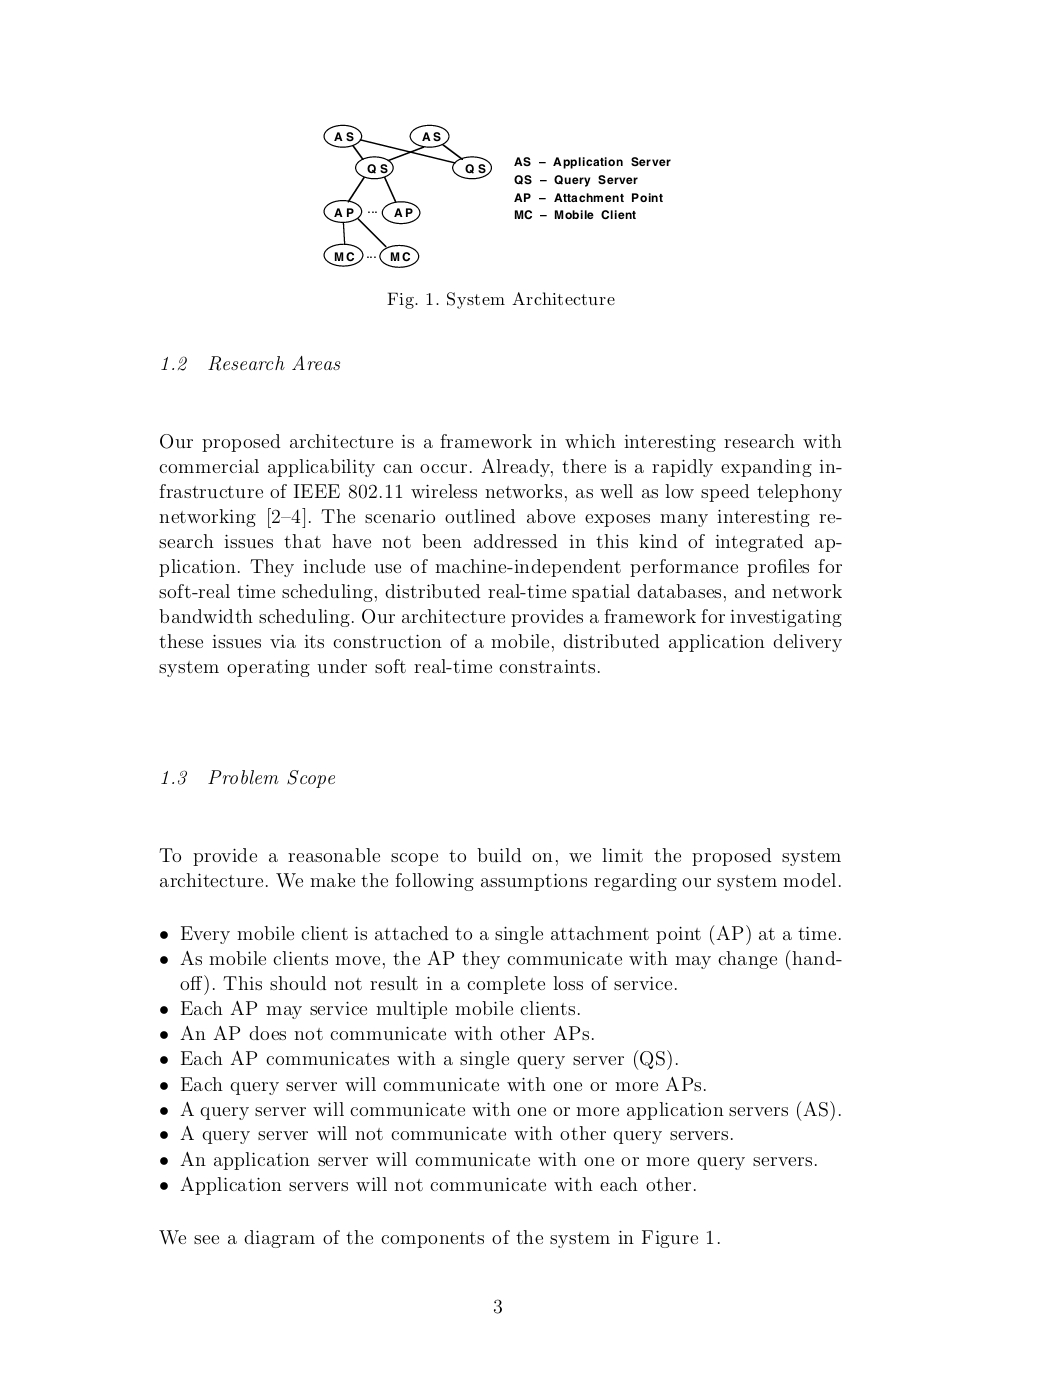 AS AS
QS QS
AP ... AP
MC ... MC
AS – Application Server
QS – Query Server
AP – Attachment Point
MC – Mobile Client
Fig. 1. System Architecture
1.2 Research Areas
Our proposed architecture is a framework in which interesting research with
commercial applicability can occur. Already, there is a rapidly expanding in-
frastructure of IEEE 802.11 wireless networks, as well as low speed telephony
networking [2–4]. The scenario outlined above exposes many interesting re-
search issues that have not been addressed in this kind of integrated ap-
plication. They include use of machine-independent performance profiles for
soft-real time scheduling, distributed real-time spatial databases, and network
bandwidth scheduling. Our architecture provides a framework for investigating
these issues via its construction of a mobile, distributed application delivery
system operating under soft real-time constraints.
1.3 Problem Scope
To provide a reasonable scope to build on, we limit the proposed system
architecture. We make the following assumptions regarding our system model.
• Every mobile client is attached to a single attachment point (AP) at a time.
• As mobile clients move, the AP they communicate with may change (hand-
off). This should not result in a complete loss of service.
• Each AP may service multiple mobile clients.
• An AP does not communicate with other APs.
• Each AP communicates with a single query server (QS).
• Each query server will communicate with one or more APs.
• A query server will communicate with one or more application servers (AS).
• A query server will not communicate with other query servers.
• An application server will communicate with one or more query servers.
• Application servers will not communicate with each other.
We see a diagram of the components of the system in Figure 1.
3